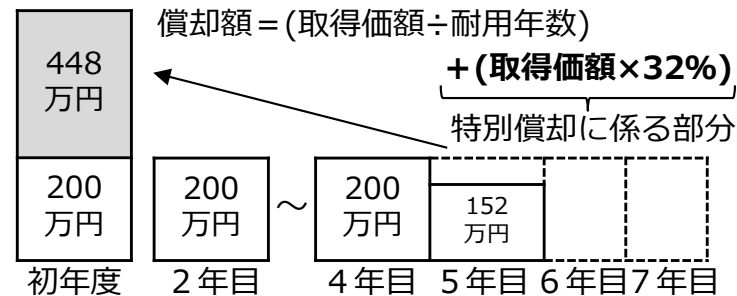 償却額＝(取得価額÷耐用年数)
＋(取得価額×32%)
特別償却に係る部分
448
万円
200
万円
200
万円
～
200
万円
152
万円
初年度 ２年目 ４年目 ５年目 ６年目 ７年目